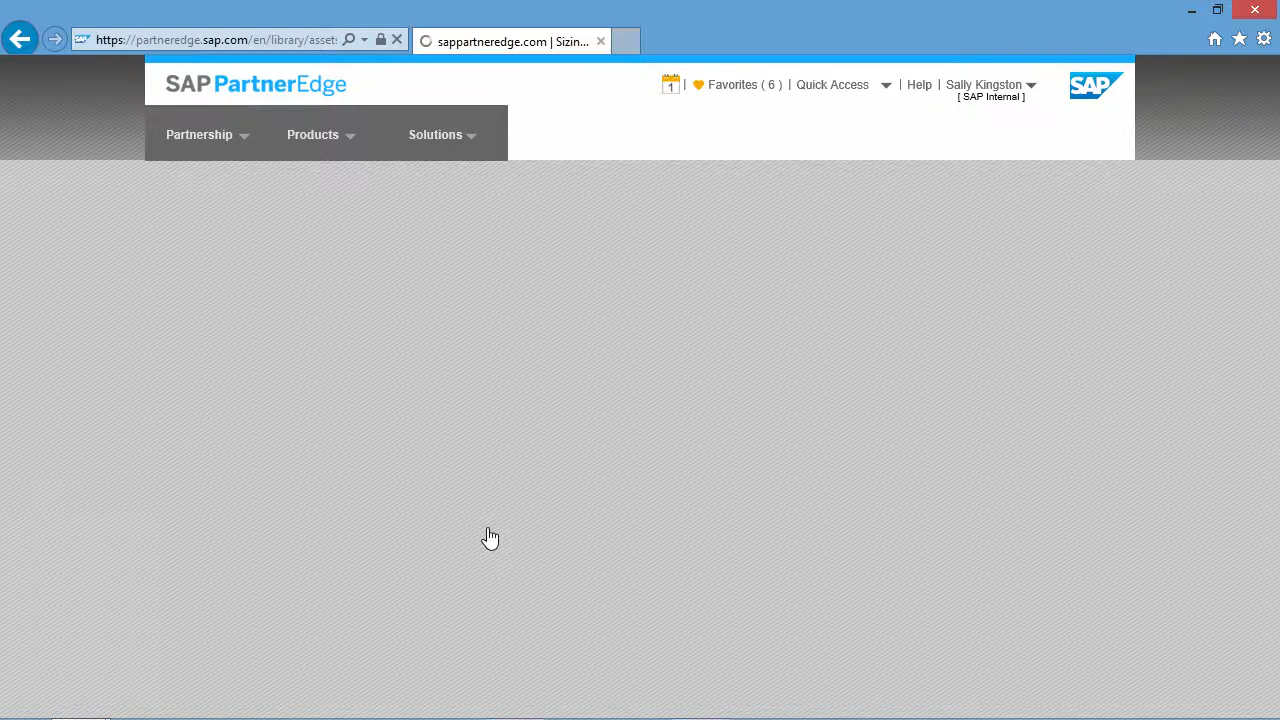 https://partneredge.sap.com/en/library/asset
sappartneredge.com | Sizin...
SAP PartnerEdge
1 | Favorites ( 6 ) | Quick Access | Help | Sally Kingston
[ SAP Internal ]
SAP
Partnership Products Solutions